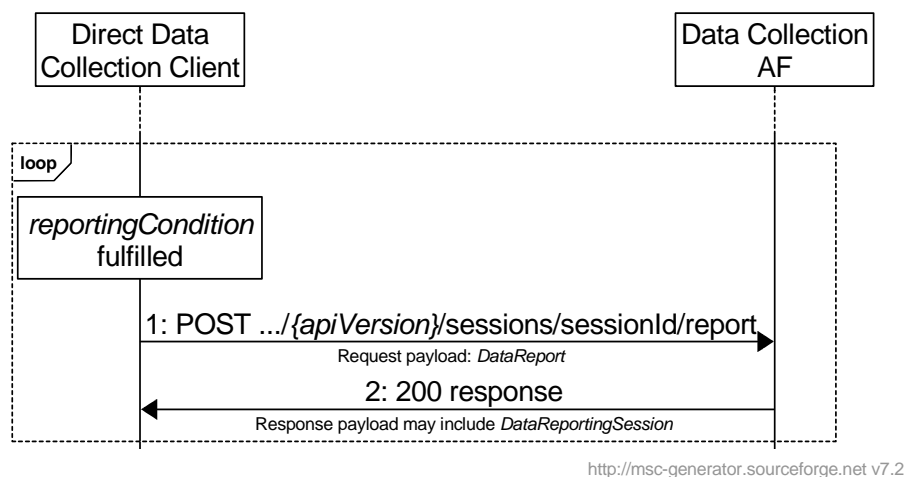 Direct Data
Collection Client
Data Collection
AF
loop
reportingCondition
fulfilled
1: POST .../{apiVersion}/sessions/sessionId/report
Request payload: DataReport
2: 200 response
Response payload may include DataReportingSession
http://msc-generator.sourceforge.net v7.2